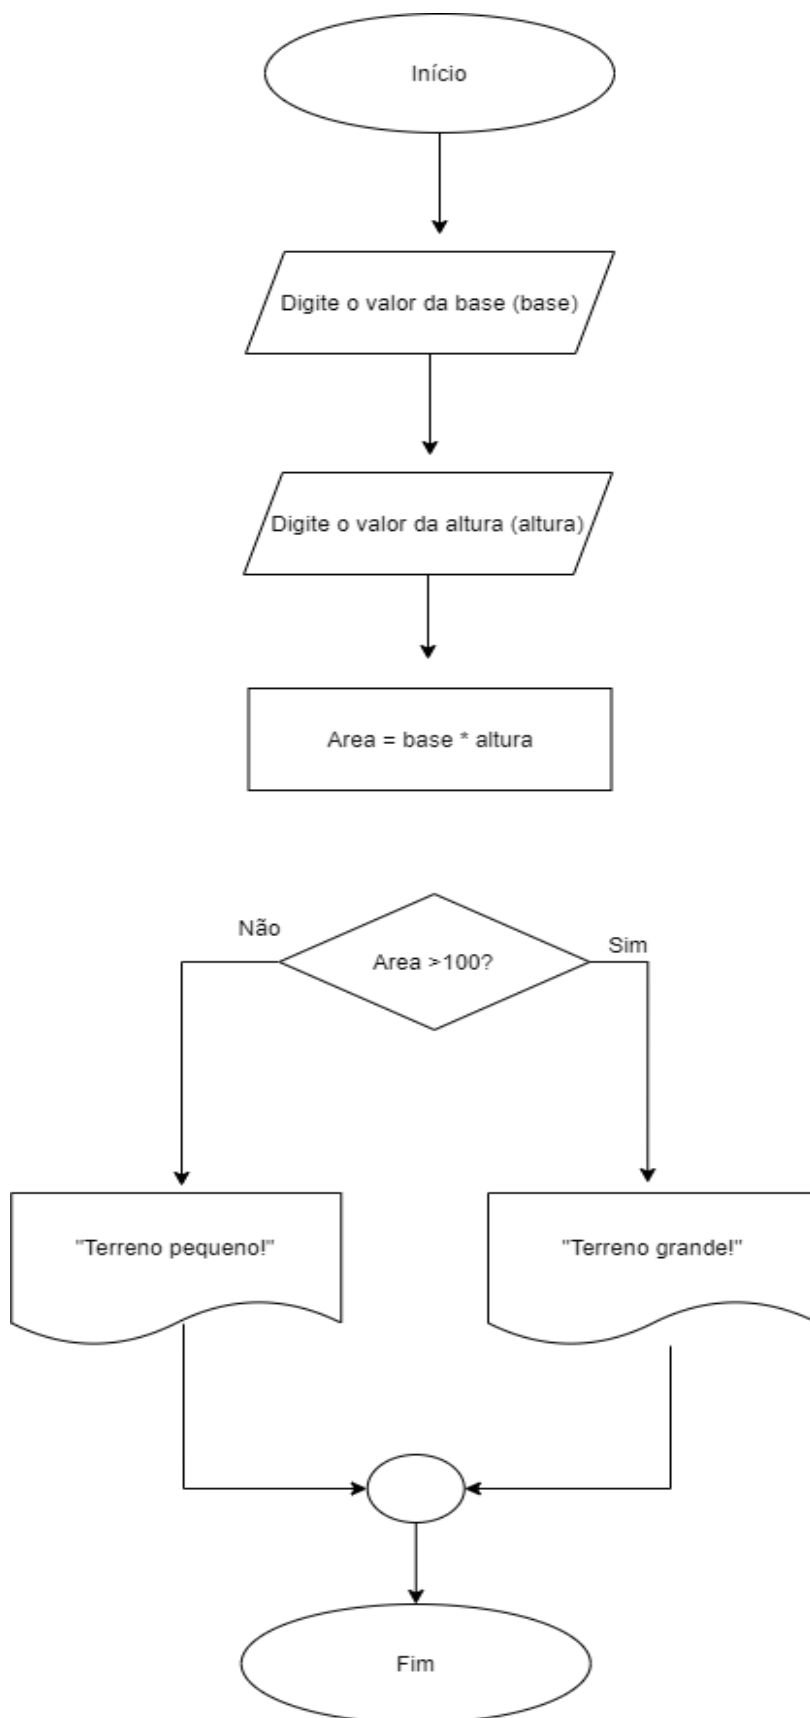 Início
Digite o valor da base (base)
Digite o valor da altura (altura)
Area = base * altura
Não
Sim
Area >100?
"Terreno pequeno!"
"Terreno grande!"
Fim